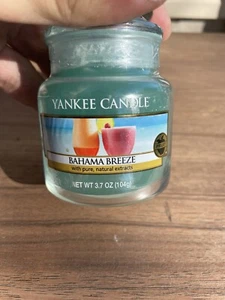 YANKEE CANDLE
BAHAMA BREEZE
with pure, natural extracts
NET WT 3.7 OZ (104g)